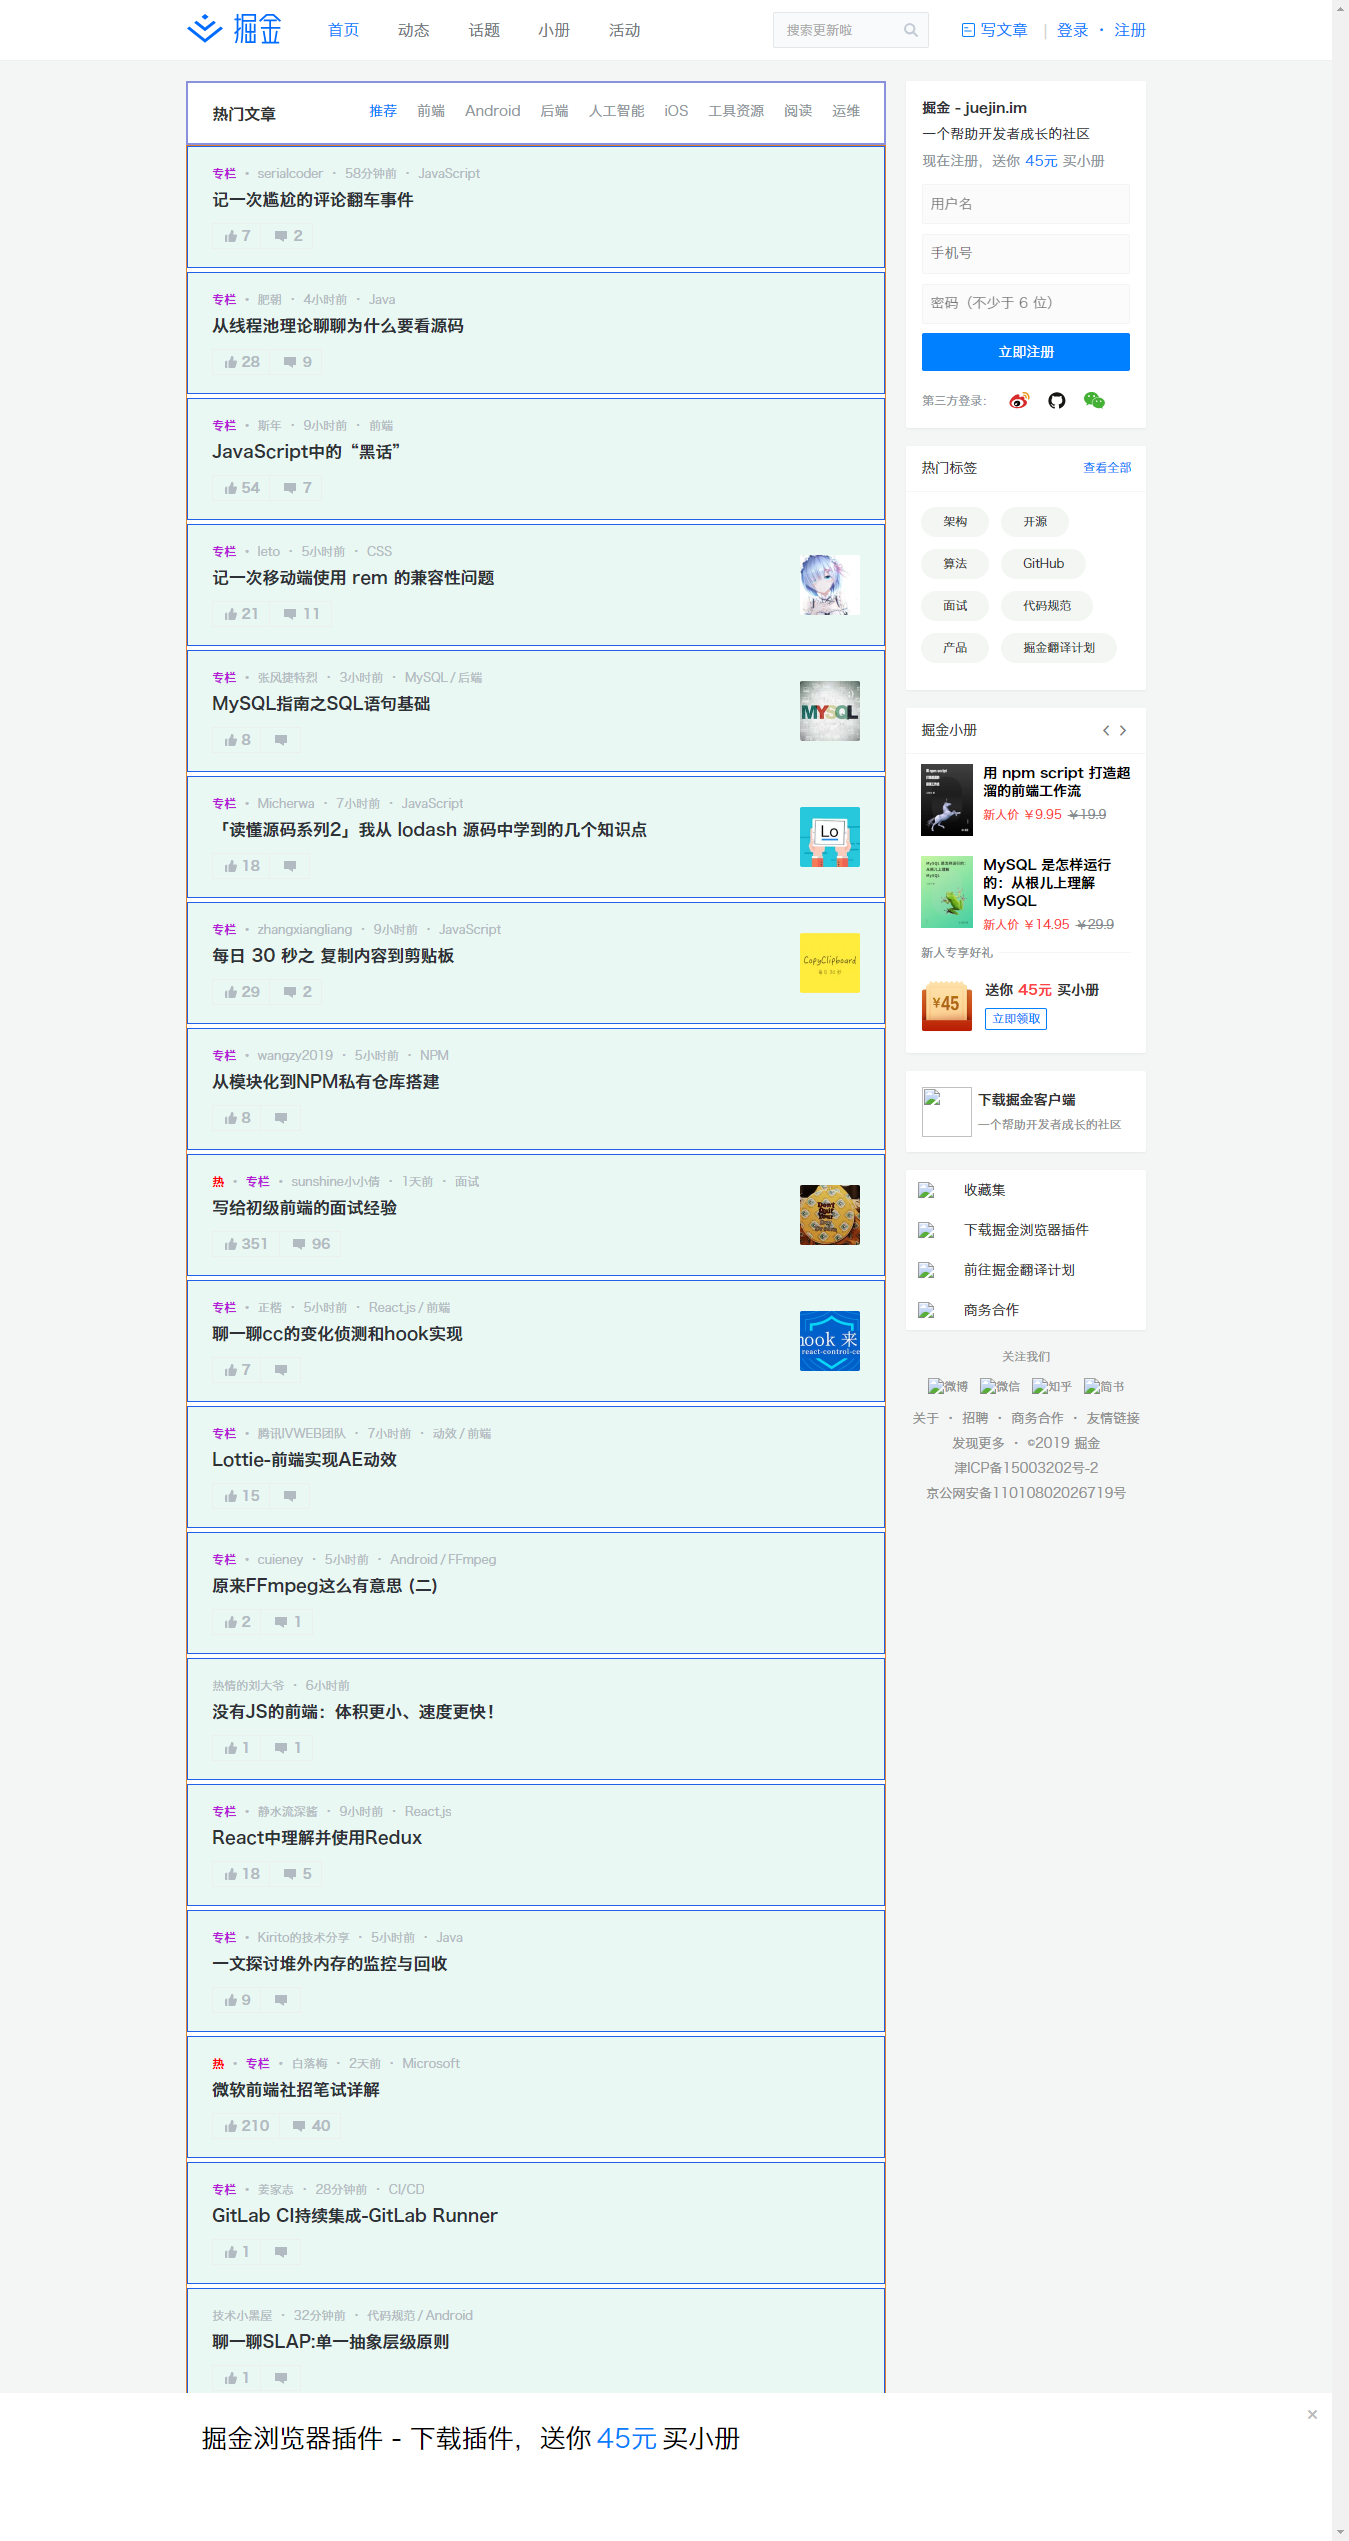 掘金
首页 动态 话题 小册 活动
搜索更新啦
写文章 | 登录 · 注册
热门文章
推荐 前端 Android 后端 人工智能 iOS 工具资源 阅读 运维
专栏 · serialcoder · 58分钟前 · JavaScript
记一次尴尬的评论翻车事件
7 2
专栏 · 肥朝 · 4小时前 · Java
从线程池理论聊聊为什么要看源码
28 9
专栏 · 斯年 · 9小时前 · 前端
JavaScript中的“黑话”
54 7
专栏 · leto · 5小时前 · CSS
记一次移动端使用 rem 的兼容性问题
21 11
专栏 · 张风捷特烈 · 3小时前 · MySQL / 后端
MySQL指南之SQL语句基础
8
MYSQL
专栏 · Micherwa · 7小时前 · JavaScript
「读懂源码系列2」我从 lodash 源码中学到的几个知识点
18
Lo
专栏 · zhangxiangliang · 9小时前 · JavaScript
每日 30 秒之 复制内容到剪贴板
29 2
CopyClipboard
每日 30 秒
专栏 · wangzy2019 · 5小时前 · NPM
从模块化到NPM私有仓库搭建
8
热 · 专栏 · sunshine小小倩 · 1天前 · 面试
写给初级前端的面试经验
351 96
Don't
Quit
Your
Day
Dream
专栏 · 正楷 · 5小时前 · React.js / 前端
聊一聊cc的变化侦测和hook实现
7
hook 来
react-control-ce
专栏 · 腾讯IVWEB团队 · 7小时前 · 动效 / 前端
Lottie-前端实现AE动效
15
专栏 · cuieney · 5小时前 · Android / FFmpeg
原来FFmpeg这么有意思 (二)
2 1
热情的刘大爷 · 6小时前
没有JS的前端：体积更小、速度更快！
1 1
专栏 · 静水流深酱 · 9小时前 · React.js
React中理解并使用Redux
18 5
专栏 · Kirito的技术分享 · 5小时前 · Java
一文探讨堆外内存的监控与回收
9
热 · 专栏 · 白落梅 · 2天前 · Microsoft
微软前端社招笔试详解
210 40
专栏 · 姜家志 · 28分钟前 · CI/CD
GitLab CI持续集成-GitLab Runner
1
技术小黑屋 · 32分钟前 · 代码规范 / Android
聊一聊SLAP:单一抽象层级原则
1
掘金 - juejin.im
一个帮助开发者成长的社区
现在注册，送你 45元 买小册
用户名
手机号
密码（不少于 6 位）
立即注册
第三方登录：
热门标签 查看全部
架构 开源
算法 GitHub
面试 代码规范
产品 掘金翻译计划
掘金小册
用 npm script 打造超
溜的前端工作流
新人价 ￥9.95 ￥19.9
MySQL 是怎样运行
的：从根儿上理解
MySQL
新人价 ￥14.95 ￥29.9
新人专享好礼
¥45
送你 45元 买小册
立即领取
下载掘金客户端
一个帮助开发者成长的社区
收藏集
下载掘金浏览器插件
前往掘金翻译计划
商务合作
关注我们
微博 微信 知乎 简书
关于 · 招聘 · 商务合作 · 友情链接
发现更多 · ©2019 掘金
津ICP备15003202号-2
京公网安备11010802026719号
掘金浏览器插件 - 下载插件，送你 45元 买小册